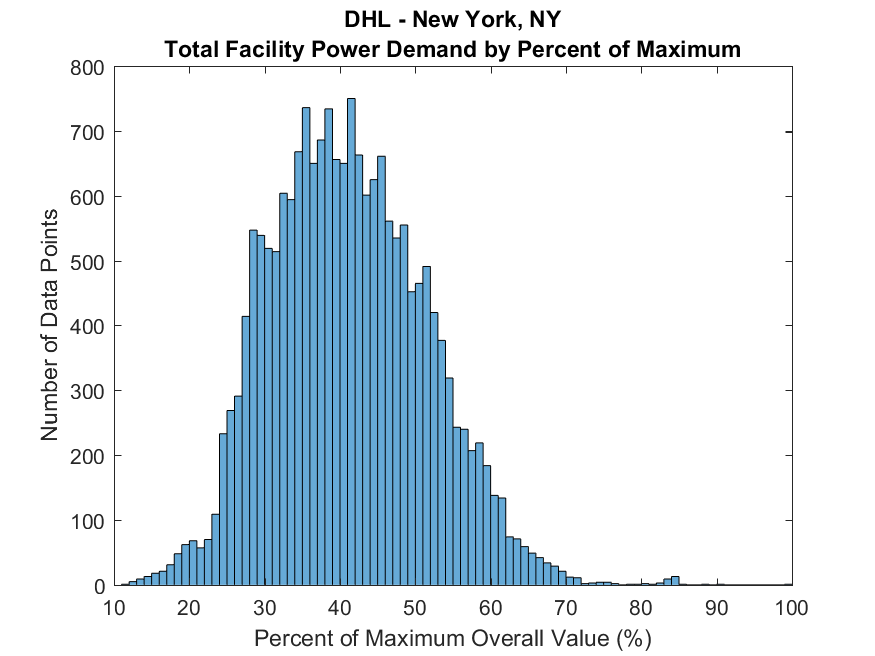 DHL - New York, NY
Total Facility Power Demand by Percent of Maximum
800
700
600
500
400
300
200
100
0
Number of Data Points
10 20 30 40 50 60 70 80 90 100
Percent of Maximum Overall Value (%)